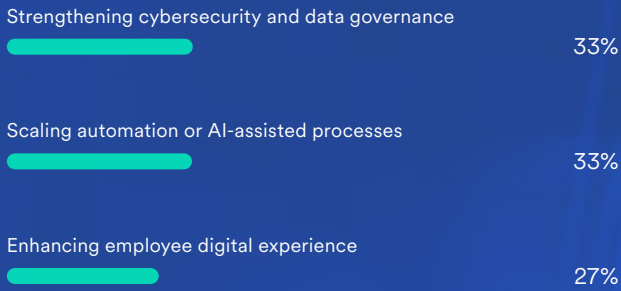 Strengthening cybersecurity and data governance
33%
Scaling automation or AI-assisted processes
33%
Enhancing employee digital experience
27%